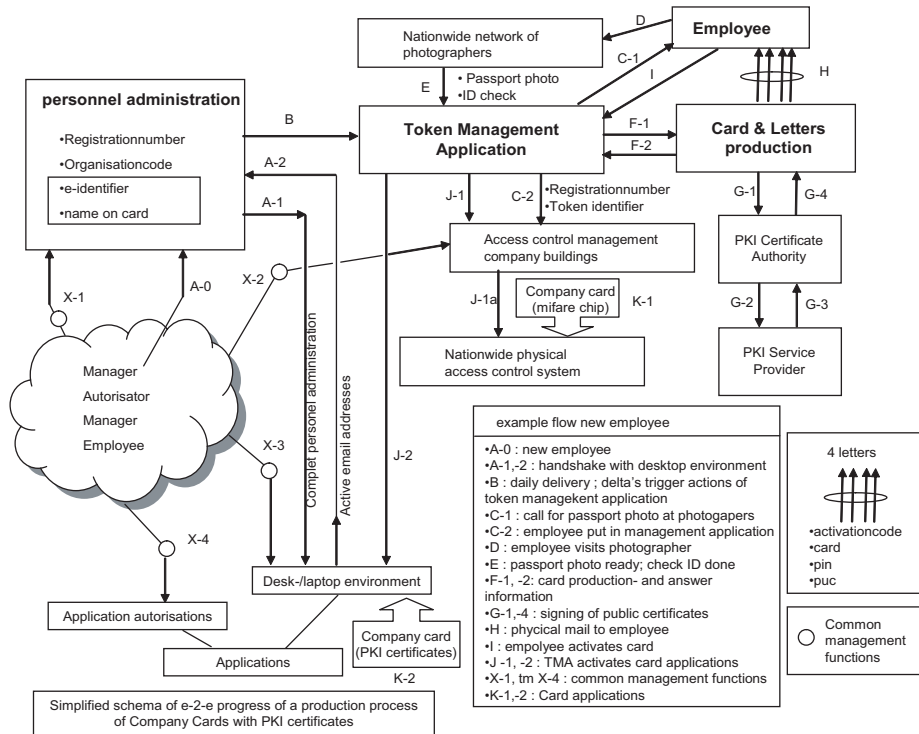 Nationwide network of
photographers
D
Employee
C-1
I
H
E
•Passport photo
•ID check
personnel administration
•Registrationnumber
•Organisationcode
•e-identifier
•name on card
B
A-2
A-1
Token Management
Application
F-1
F-2
Card & Letters
production
J-1
C-2
•Registrationnumber
•Token identifier
G-1
G-4
Access control management
company buildings
PKI Certificate
Authority
X-1
A-0
X-2
J-1a
Company card
(mifare chip)
K-1
G-2
G-3
Nationwide physical
access control system
PKI Service
Provider
Manager
Autorisator
Manager
Employee
X-3
X-4
Complet personel administration
Active email addresses
J-2
Desk-/laptop environment
Application autorisations
Applications
Company card
(PKI certificates)
K-2
example flow new employee
•A-0 : new employee
•A-1,-2 : handshake with desktop environment
•B : daily delivery ; delta's trigger actions of
token managekent application
•C-1 : call for passport photo at photogapers
•C-2 : employee put in management application
•D : employee visits photographer
•E : passport photo ready; check ID done
•F-1, -2: card production- and answer
information
•G-1,-4 : signing of public certificates
•H : phycical mail to employee
•I : empolyee activates card
•J -1, -2 : TMA activates card applications
•X-1, tm X-4 : common management functions
•K-1,-2 : Card applications
4 letters
•activationcode
•card
•pin
•puc
Common
management
functions
Simplified schema of e-2-e progress of a production process
of Company Cards with PKI certificates